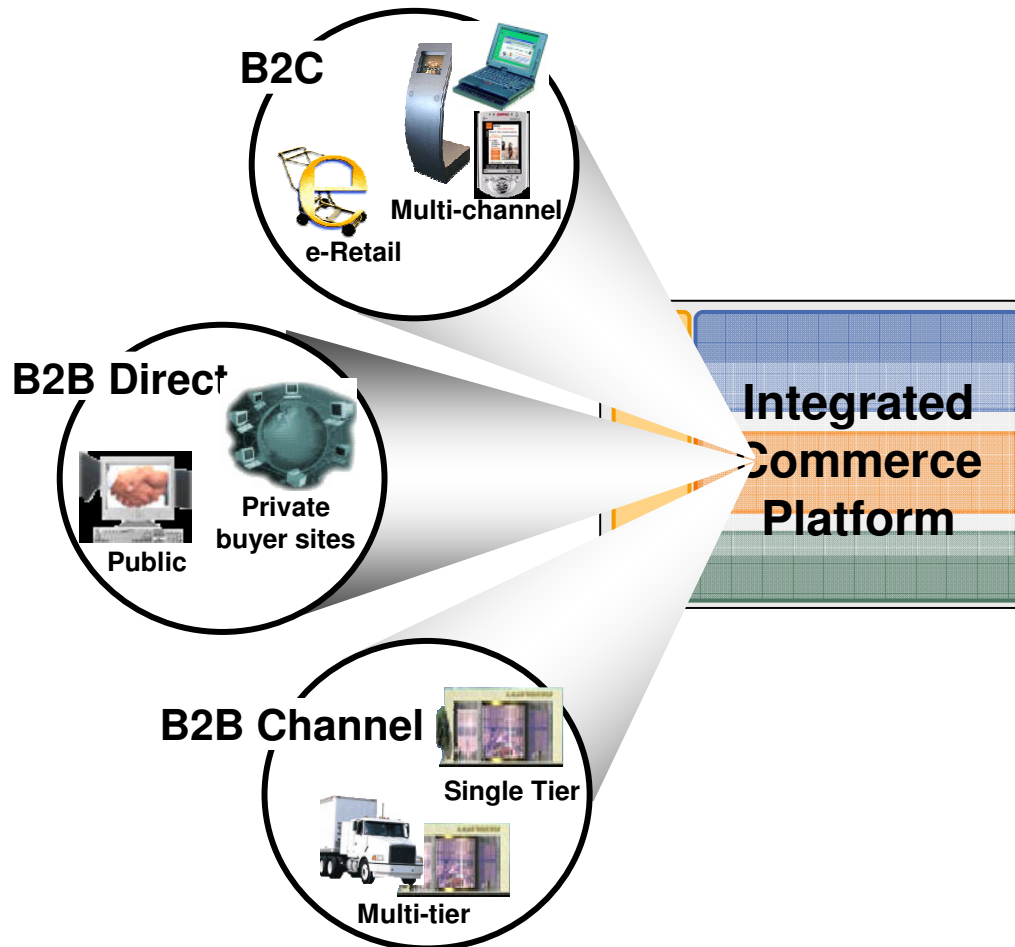 B2C
Multi-channel
e-Retail
B2B Direct
Private
buyer sites
Public
Integrated
Commerce
Platform
B2B Channel
Single Tier
Multi-tier